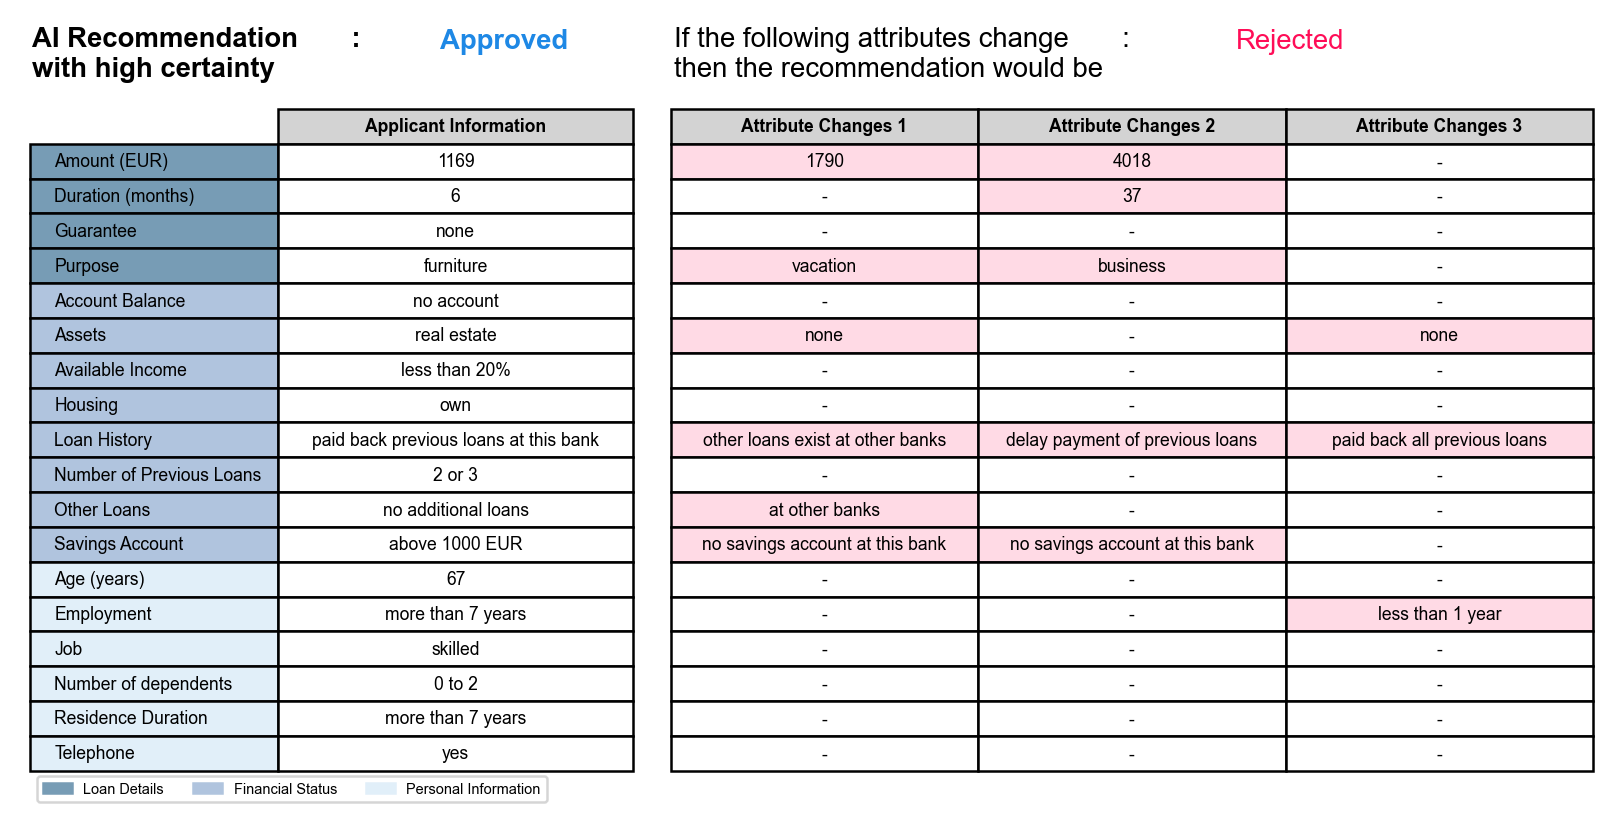 AI Recommendation : Approved
with high certainty
If the following attributes change : Rejected
then the recommendation would be
Applicant Information Attribute Changes 1 Attribute Changes 2 Attribute Changes 3
Amount (EUR) 1169 1790 4018 -
Duration (months) 6 - 37 -
Guarantee none - - -
Purpose furniture vacation business -
Account Balance no account - - -
Assets real estate none - none
Available Income less than 20% - - -
Housing own - - -
Loan History paid back previous loans at this bank other loans exist at other banks delay payment of previous loans paid back all previous loans
Number of Previous Loans 2 or 3 - - -
Other Loans no additional loans at other banks - -
Savings Account above 1000 EUR no savings account at this bank no savings account at this bank -
Age (years) 67 - - -
Employment more than 7 years - - less than 1 year
Job skilled - - -
Number of dependents 0 to 2 - - -
Residence Duration more than 7 years - - -
Telephone yes - - -
Loan Details Financial Status Personal Information